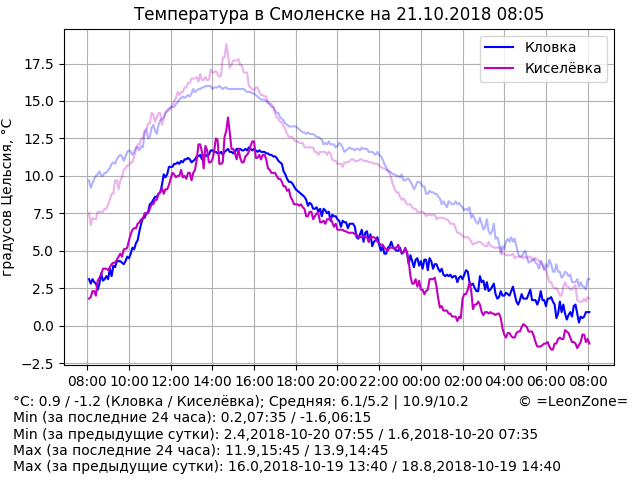 Температура в Смоленске на 21.10.2018 08:05
градусов Цельсия, °C
17.5
15.0
12.5
10.0
7.5
5.0
2.5
0.0
−2.5
Кловка
Киселёвка
08:00 10:00 12:00 14:00 16:00 18:00 20:00 22:00 00:00 02:00 04:00 06:00 08:00
°C: 0.9 / -1.2 (Кловка / Киселёвка); Средняя: 6.1/5.2 | 10.9/10.2 © =LeonZone=
Min (за последние 24 часа): 0.2,07:35 / -1.6,06:15
Min (за предыдущие сутки): 2.4,2018-10-20 07:55 / 1.6,2018-10-20 07:35
Max (за последние 24 часа): 11.9,15:45 / 13.9,14:45
Max (за предыдущие сутки): 16.0,2018-10-19 13:40 / 18.8,2018-10-19 14:40